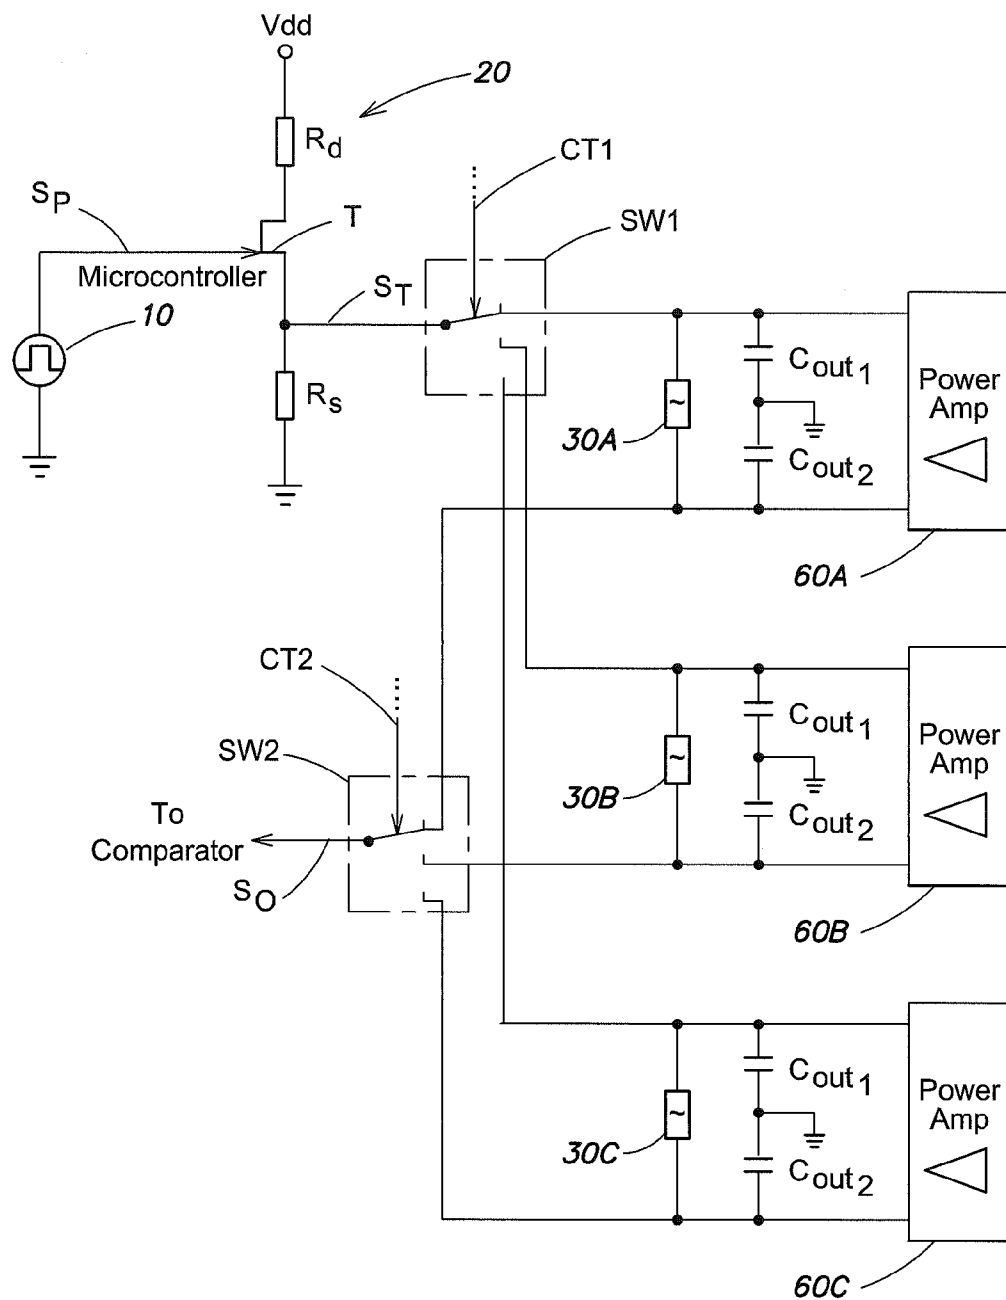 Vdd
20
Rd
CT1
SP
T
SW1
Microcontroller
ST
10
Cout1
Power
Amp
Rs
30A
Cout2
60A
CT2
Cout1
SW2
Power
Amp
30B
To
Comparator
Cout2
SO
60B
Cout1
Power
Amp
30C
Cout2
60C